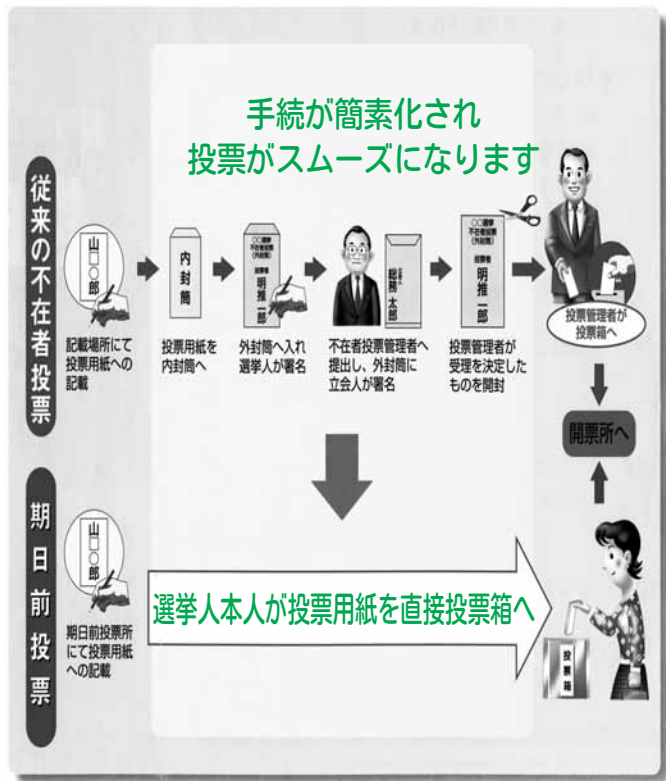 手続が簡素化され
投票がスムーズになります
従来の不在者投票
山□○郎
記載場所にて
投票用紙への
記載
内封筒
投票用紙を
内封筒へ
○○選挙
不在者投票
(外封筒)
投票者
明推一郎
外封筒へ入れ
選挙人が署名
総務太郎
不在者投票管理者へ
提出し、外封筒に
立会人が署名
○○選挙
不在者投票
(外封筒)
投票者
明推一郎
投票管理者が
受理を決定した
ものを開封
投票管理者が
投票箱へ
開票所へ
期日前投票
山□○郎
期日前投票所
にて投票用紙
への記載
選挙人本人が投票用紙を直接投票箱へ
投票箱